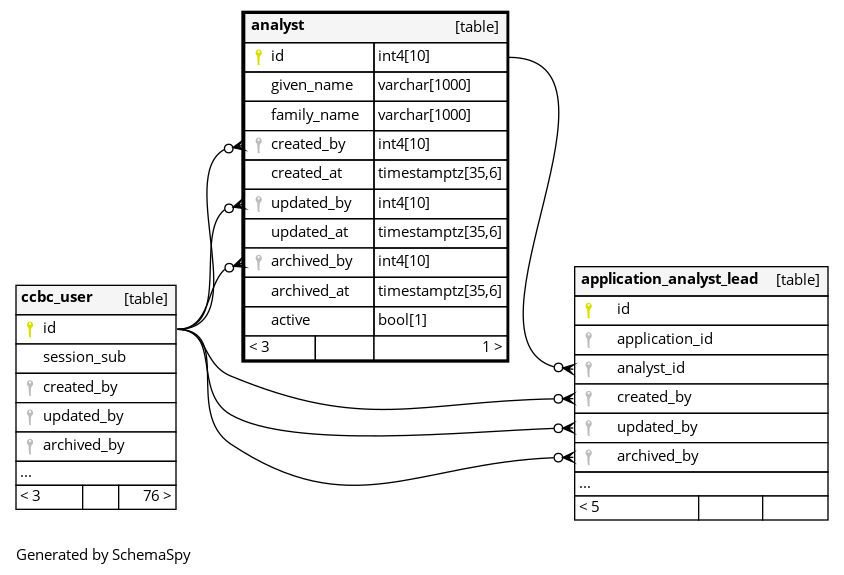 analyst [table]
id int4[10]
given_name varchar[1000]
family_name varchar[1000]
created_by int4[10]
created_at timestamptz[35,6]
updated_by int4[10]
updated_at timestamptz[35,6]
archived_by int4[10]
archived_at timestamptz[35,6]
active bool[1]
< 3 1 >
ccbc_user [table]
id
session_sub
created_by
updated_by
archived_by
...
< 3 76 >
application_analyst_lead [table]
id
application_id
analyst_id
created_by
updated_by
archived_by
...
< 5
Generated by SchemaSpy